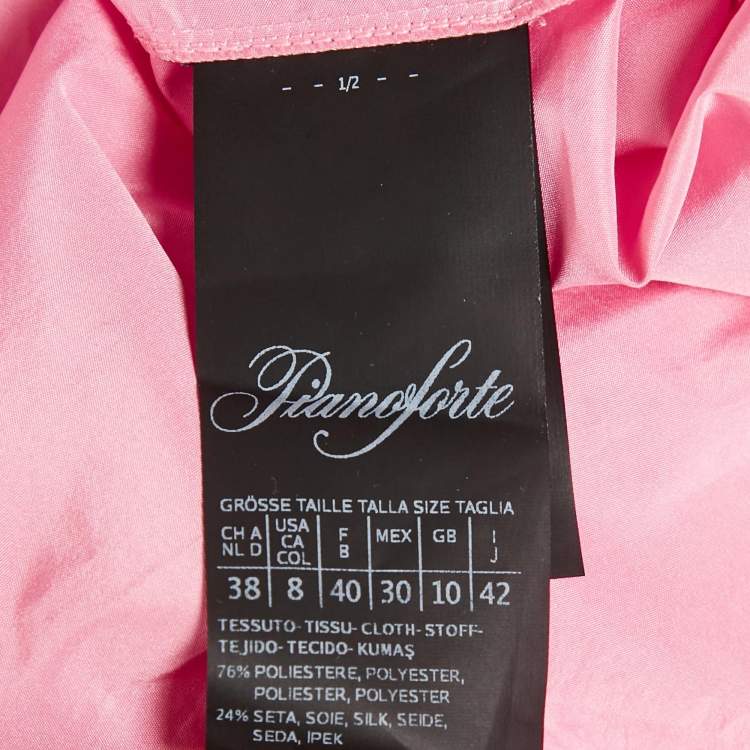 - - 1/2 - -
Pianoforte
GRÖSSE TAILLE TALLA SIZE TAGLIA
CH A USA F MEX GB I
NL D CA B J
COL
38 8 40 30 10 42
TESSUTO-TISSU-CLOTH-STOFF-
TEJIDO-TECIDO-KUMAŞ
76% POLIESTERE, POLYESTER,
POLIESTER, POLYESTER
24% SETA, SOIE, SILK, SEIDE,
SEDA, İPEK